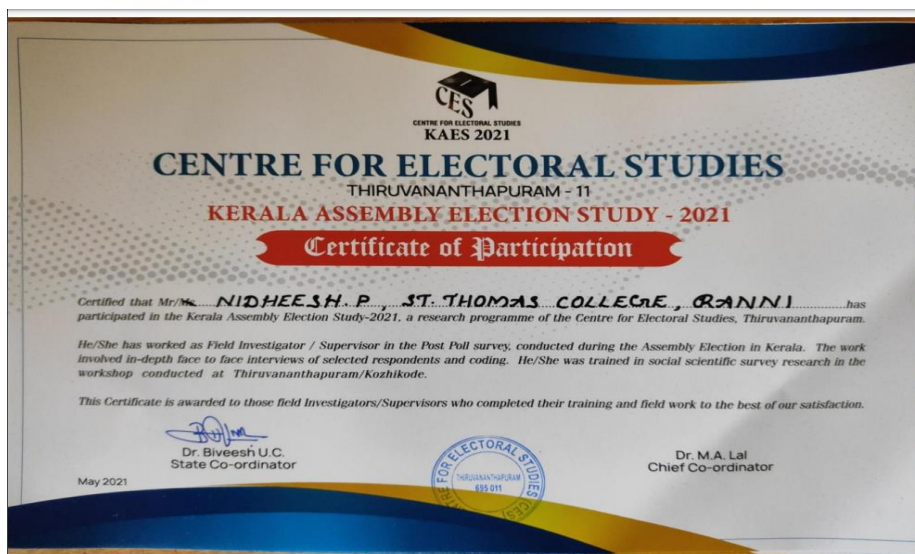 CES
CENTRE FOR ELECTORAL STUDIES
KAES 2021
CENTRE FOR ELECTORAL STUDIES
THIRUVANANTHAPURAM - 11
KERALA ASSEMBLY ELECTION STUDY - 2021
Certificate of Participation
Certified that Mr/Ms NIDHEESH. P , ST. THOMAS COLLEGE, RANNI has
participated in the Kerala Assembly Election Study-2021, a research programme of the Centre for Electoral Studies, Thiruvananthapuram.
He/She has worked as Field Investigator / Supervisor in the Post Poll survey, conducted during the Assembly Election in Kerala. The work
involved in-depth face to face interviews of selected respondents and coding. He/She was trained in social scientific survey research in the
workshop conducted at Thiruvananthapuram/Kozhikode.
This Certificate is awarded to those field Investigators/Supervisors who completed their training and field work to the best of our satisfaction.
Dr. Biveesh U.C.
State Co-ordinator
May 2021
CENTRE FOR ELECTORAL STUDIES (CES)
THIRUVANANTHAPURAM
695 011
Dr. M.A. Lal
Chief Co-ordinator